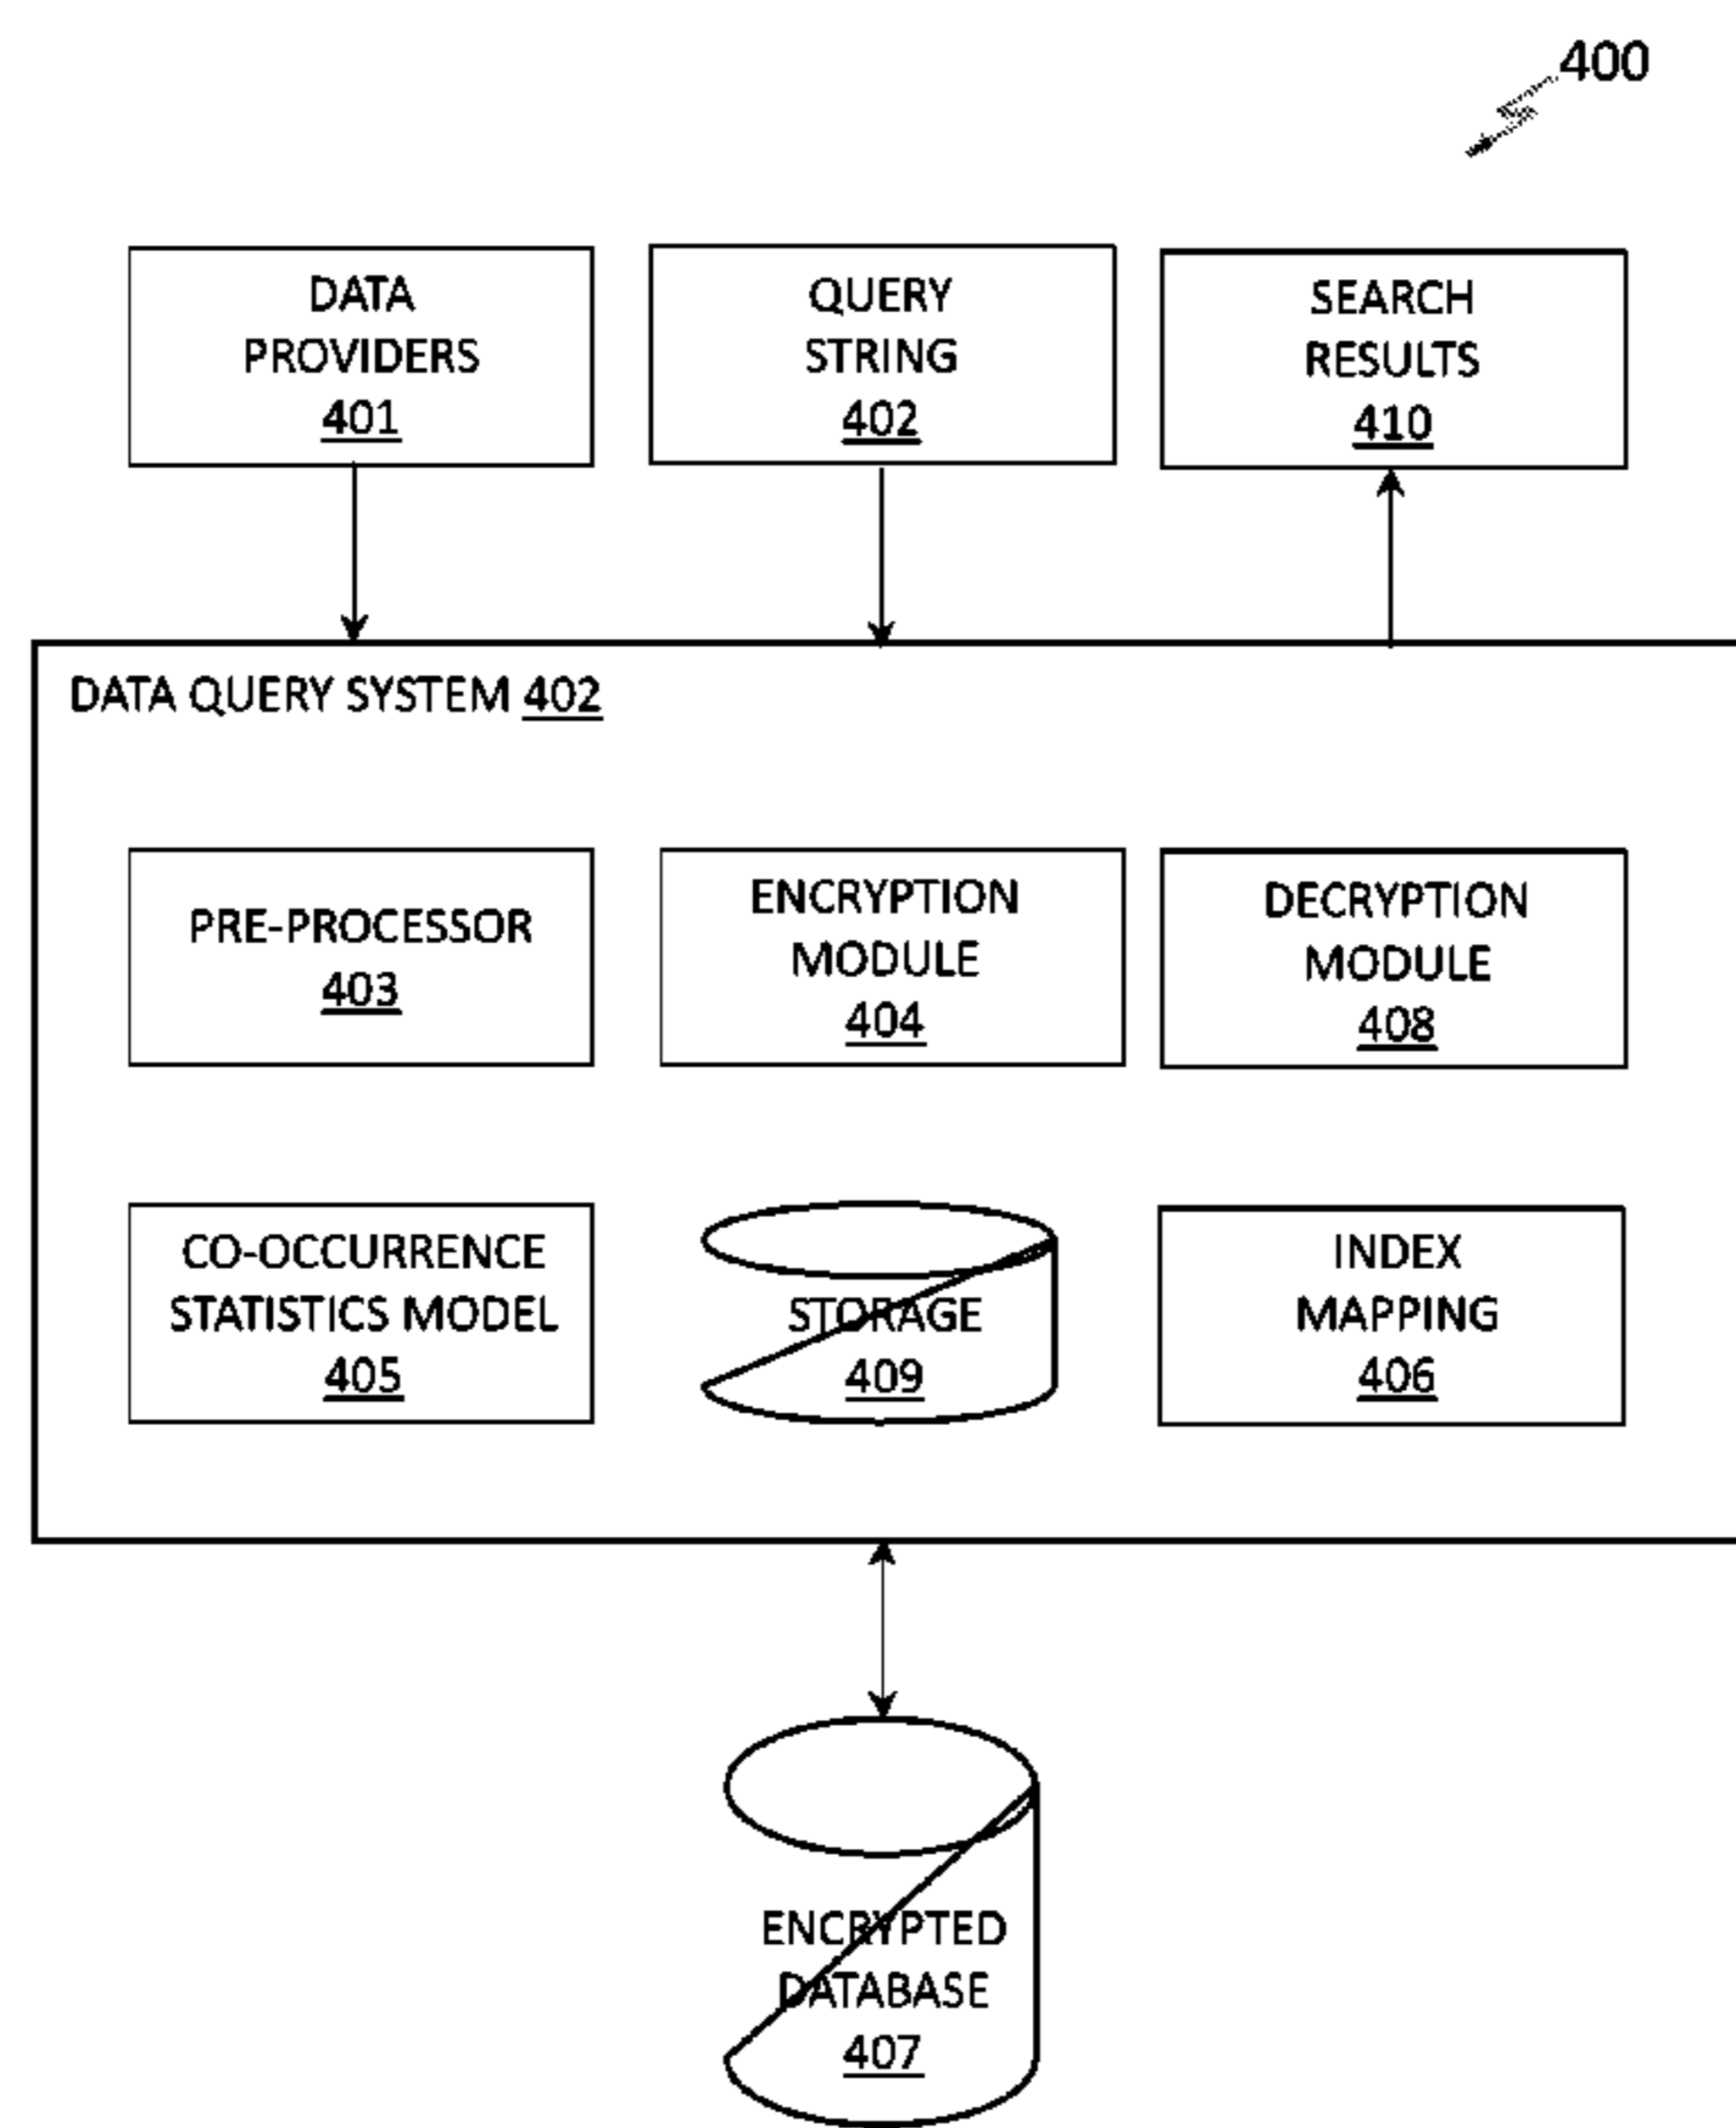 400
DATA
PROVIDERS
401
QUERY
STRING
402
SEARCH
RESULTS
410
DATA QUERY SYSTEM 402
PRE-PROCESSOR
403
ENCRYPTION
MODULE
404
DECRYPTION
MODULE
408
CO-OCCURRENCE
STATISTICS MODEL
405
STORAGE
409
INDEX
MAPPING
406
ENCRYPTED
DATABASE
407